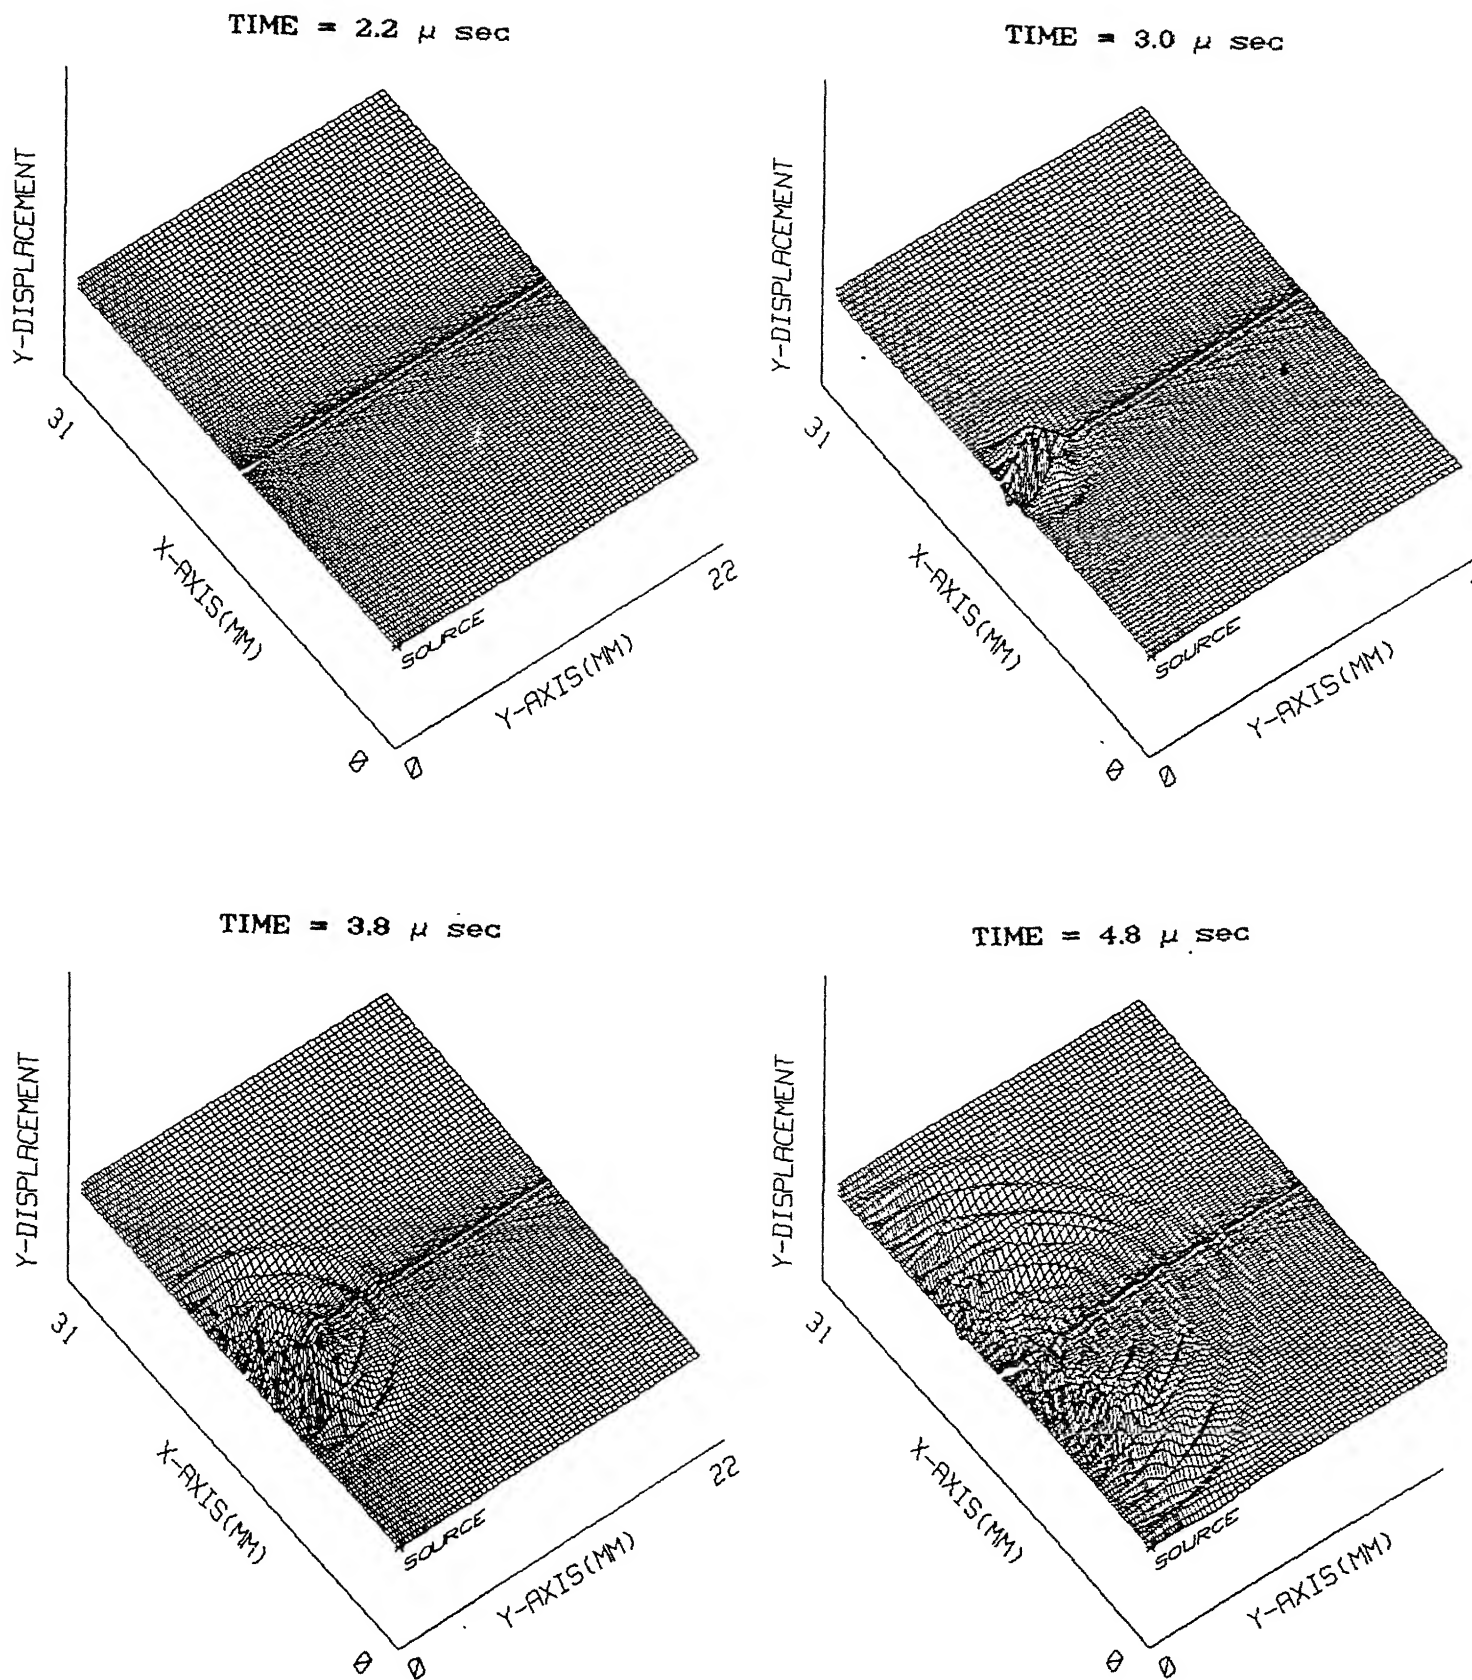 TIME = 2.2 μ sec
Y-DISPLACEMENT
31
X-AXIS(MM)
0
0
Y-AXIS(MM)
22
SOURCE
TIME = 3.0 μ sec
Y-DISPLACEMENT
31
X-AXIS(MM)
0
0
Y-AXIS(MM)
SOURCE
TIME = 3.8 μ sec
Y-DISPLACEMENT
31
X-AXIS(MM)
0
0
Y-AXIS(MM)
22
SOURCE
TIME = 4.8 μ sec
Y-DISPLACEMENT
31
X-AXIS(MM)
0
0
Y-AXIS(MM)
SOURCE